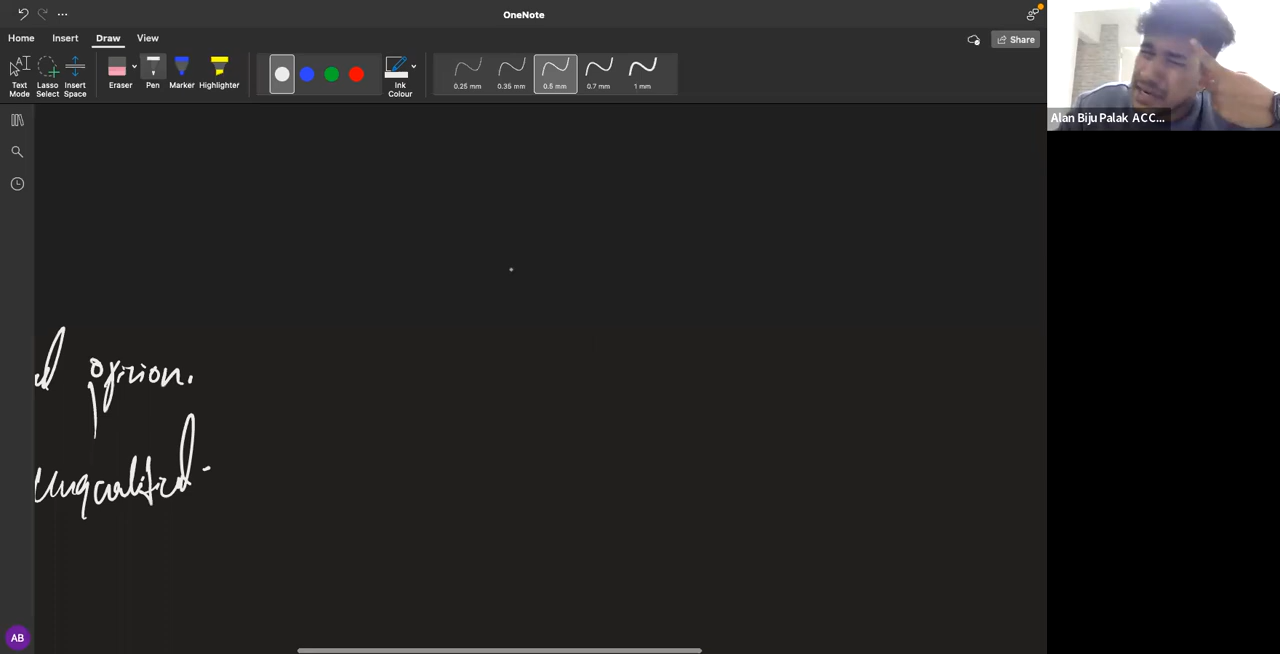 OneNote
Home Insert Draw View
Share
Text Mode
Lasso Select
Insert Space
Eraser
Pen
Marker
Highlighter
Ink Colour
0.25 mm
0.35 mm
0.5 mm
0.7 mm
1 mm
Alan Biju Palak ACC...
opinion.
unqualified
AB